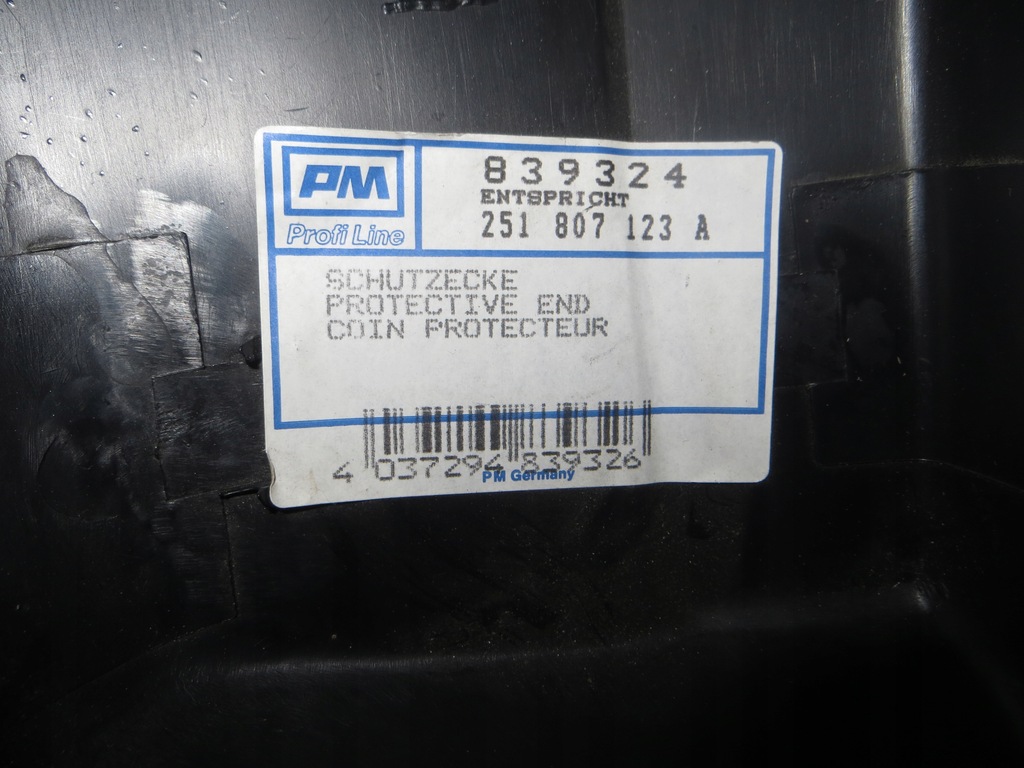 PM
Profi Line
839324
ENTSPRICHT
251 807 123 A
SCHUTZECKE
PROTECTIVE END
COIN PROTECTEUR
4 037294 839326
PM Germany